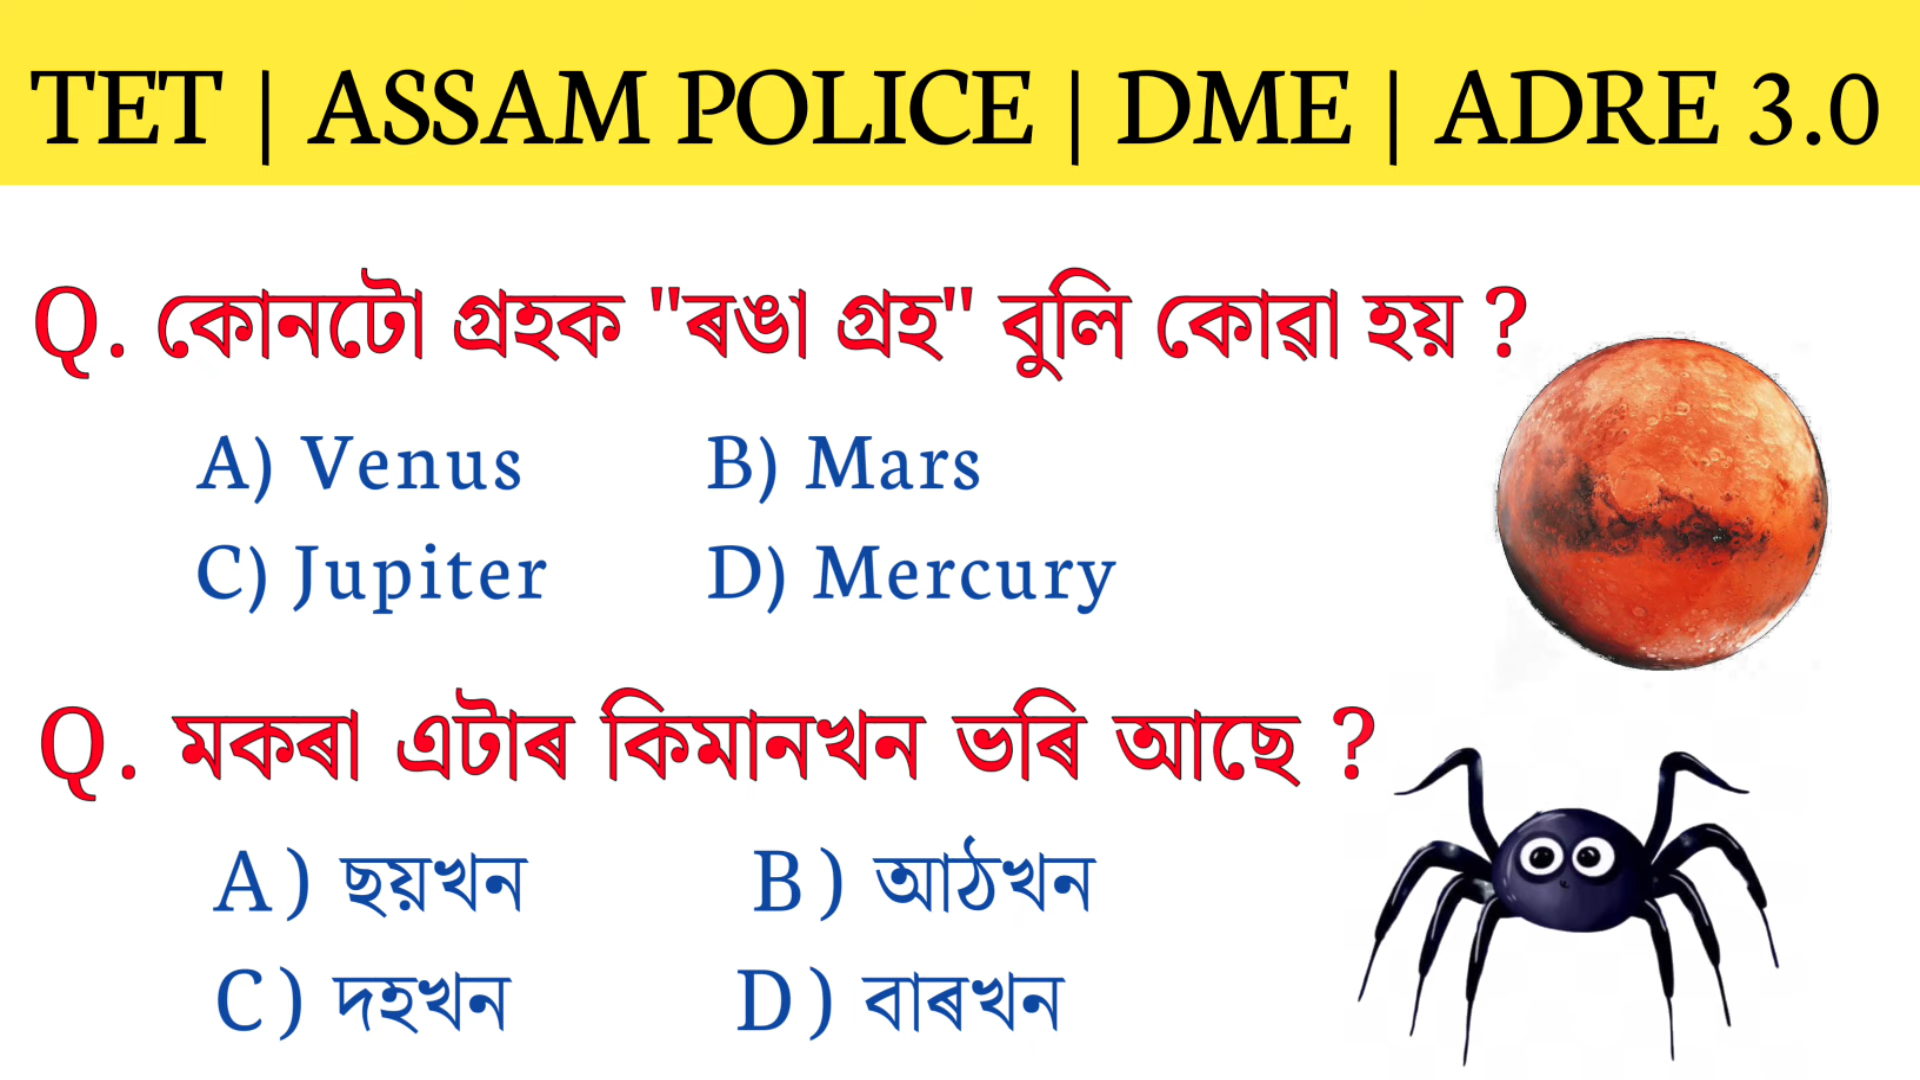 TET | ASSAM POLICE | DME | ADRE 3.0
Q. কোনটো গ্ৰহক "ৰঙা গ্ৰহ" বুলি কোৱা হয় ?
A) Venus B) Mars
C) Jupiter D) Mercury
Q. মকৰা এটাৰ কিমানখন ভৰি আছে ?
A) ছয়খন B) আঠখন
C) দহখন D) বাৰখন